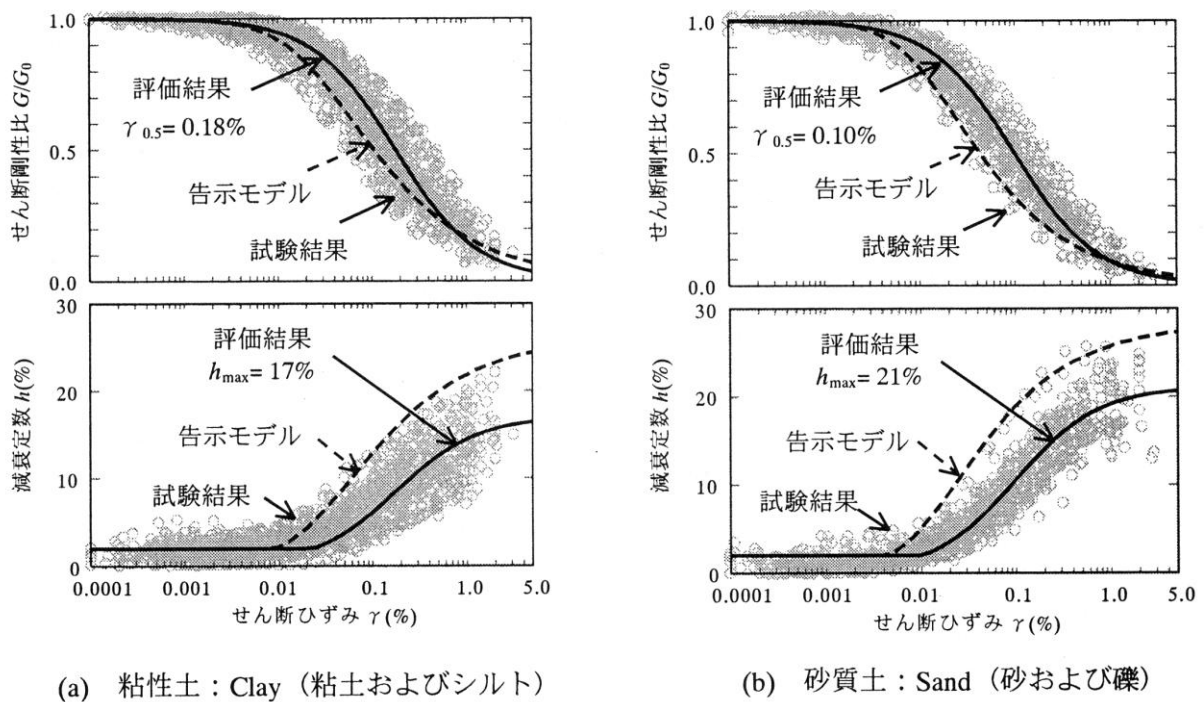 1.0
0.5
0.0
せん断剛性比 G/G0
評価結果
γ0.5= 0.18%
告示モデル
試験結果
30
20
10
0
減衰定数 h(%)
評価結果
hmax= 17%
告示モデル
試験結果
0.0001 0.001 0.01 0.1 1.0 5.0
せん断ひずみ γ(%)
(a) 粘性土：Clay（粘土およびシルト）
1.0
0.5
0.0
せん断剛性比 G/G0
評価結果
γ0.5= 0.10%
告示モデル
試験結果
30
20
10
0
減衰定数 h(%)
評価結果
hmax= 21%
告示モデル
試験結果
0.0001 0.001 0.01 0.1 1.0 5.0
せん断ひずみ γ(%)
(b) 砂質土：Sand（砂および礫）